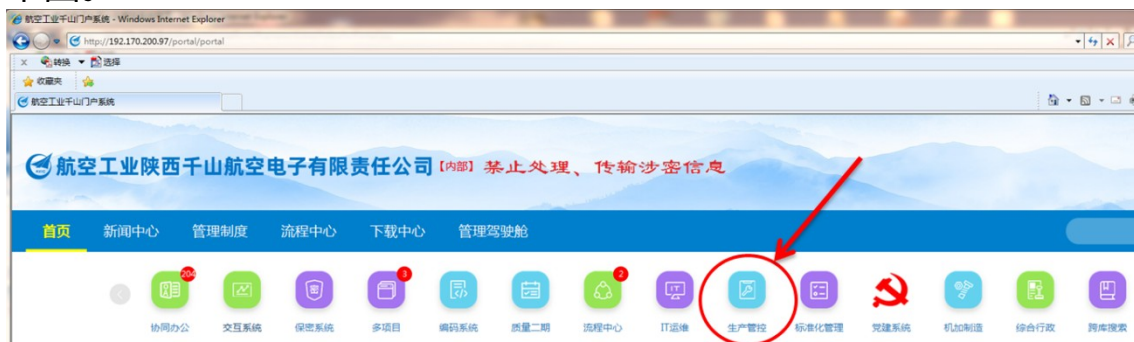 航空工业千山门户系统 - Windows Internet Explorer
http://192.170.200.97/portal/portal
x 转换 选择
收藏夹
航空工业千山门户系统
航空工业陕西千山航空电子有限责任公司【内部】禁止处理、传输涉密信息
首页 新闻中心 管理制度 流程中心 下载中心 管理驾驶舱
204 3 2
IT
协同办公 交互系统 保密系统 多项目 编码系统 质量二期 流程中心 IT运维 生产管控 标准化管理 党建系统 机加制造 综合行政 跨库搜索